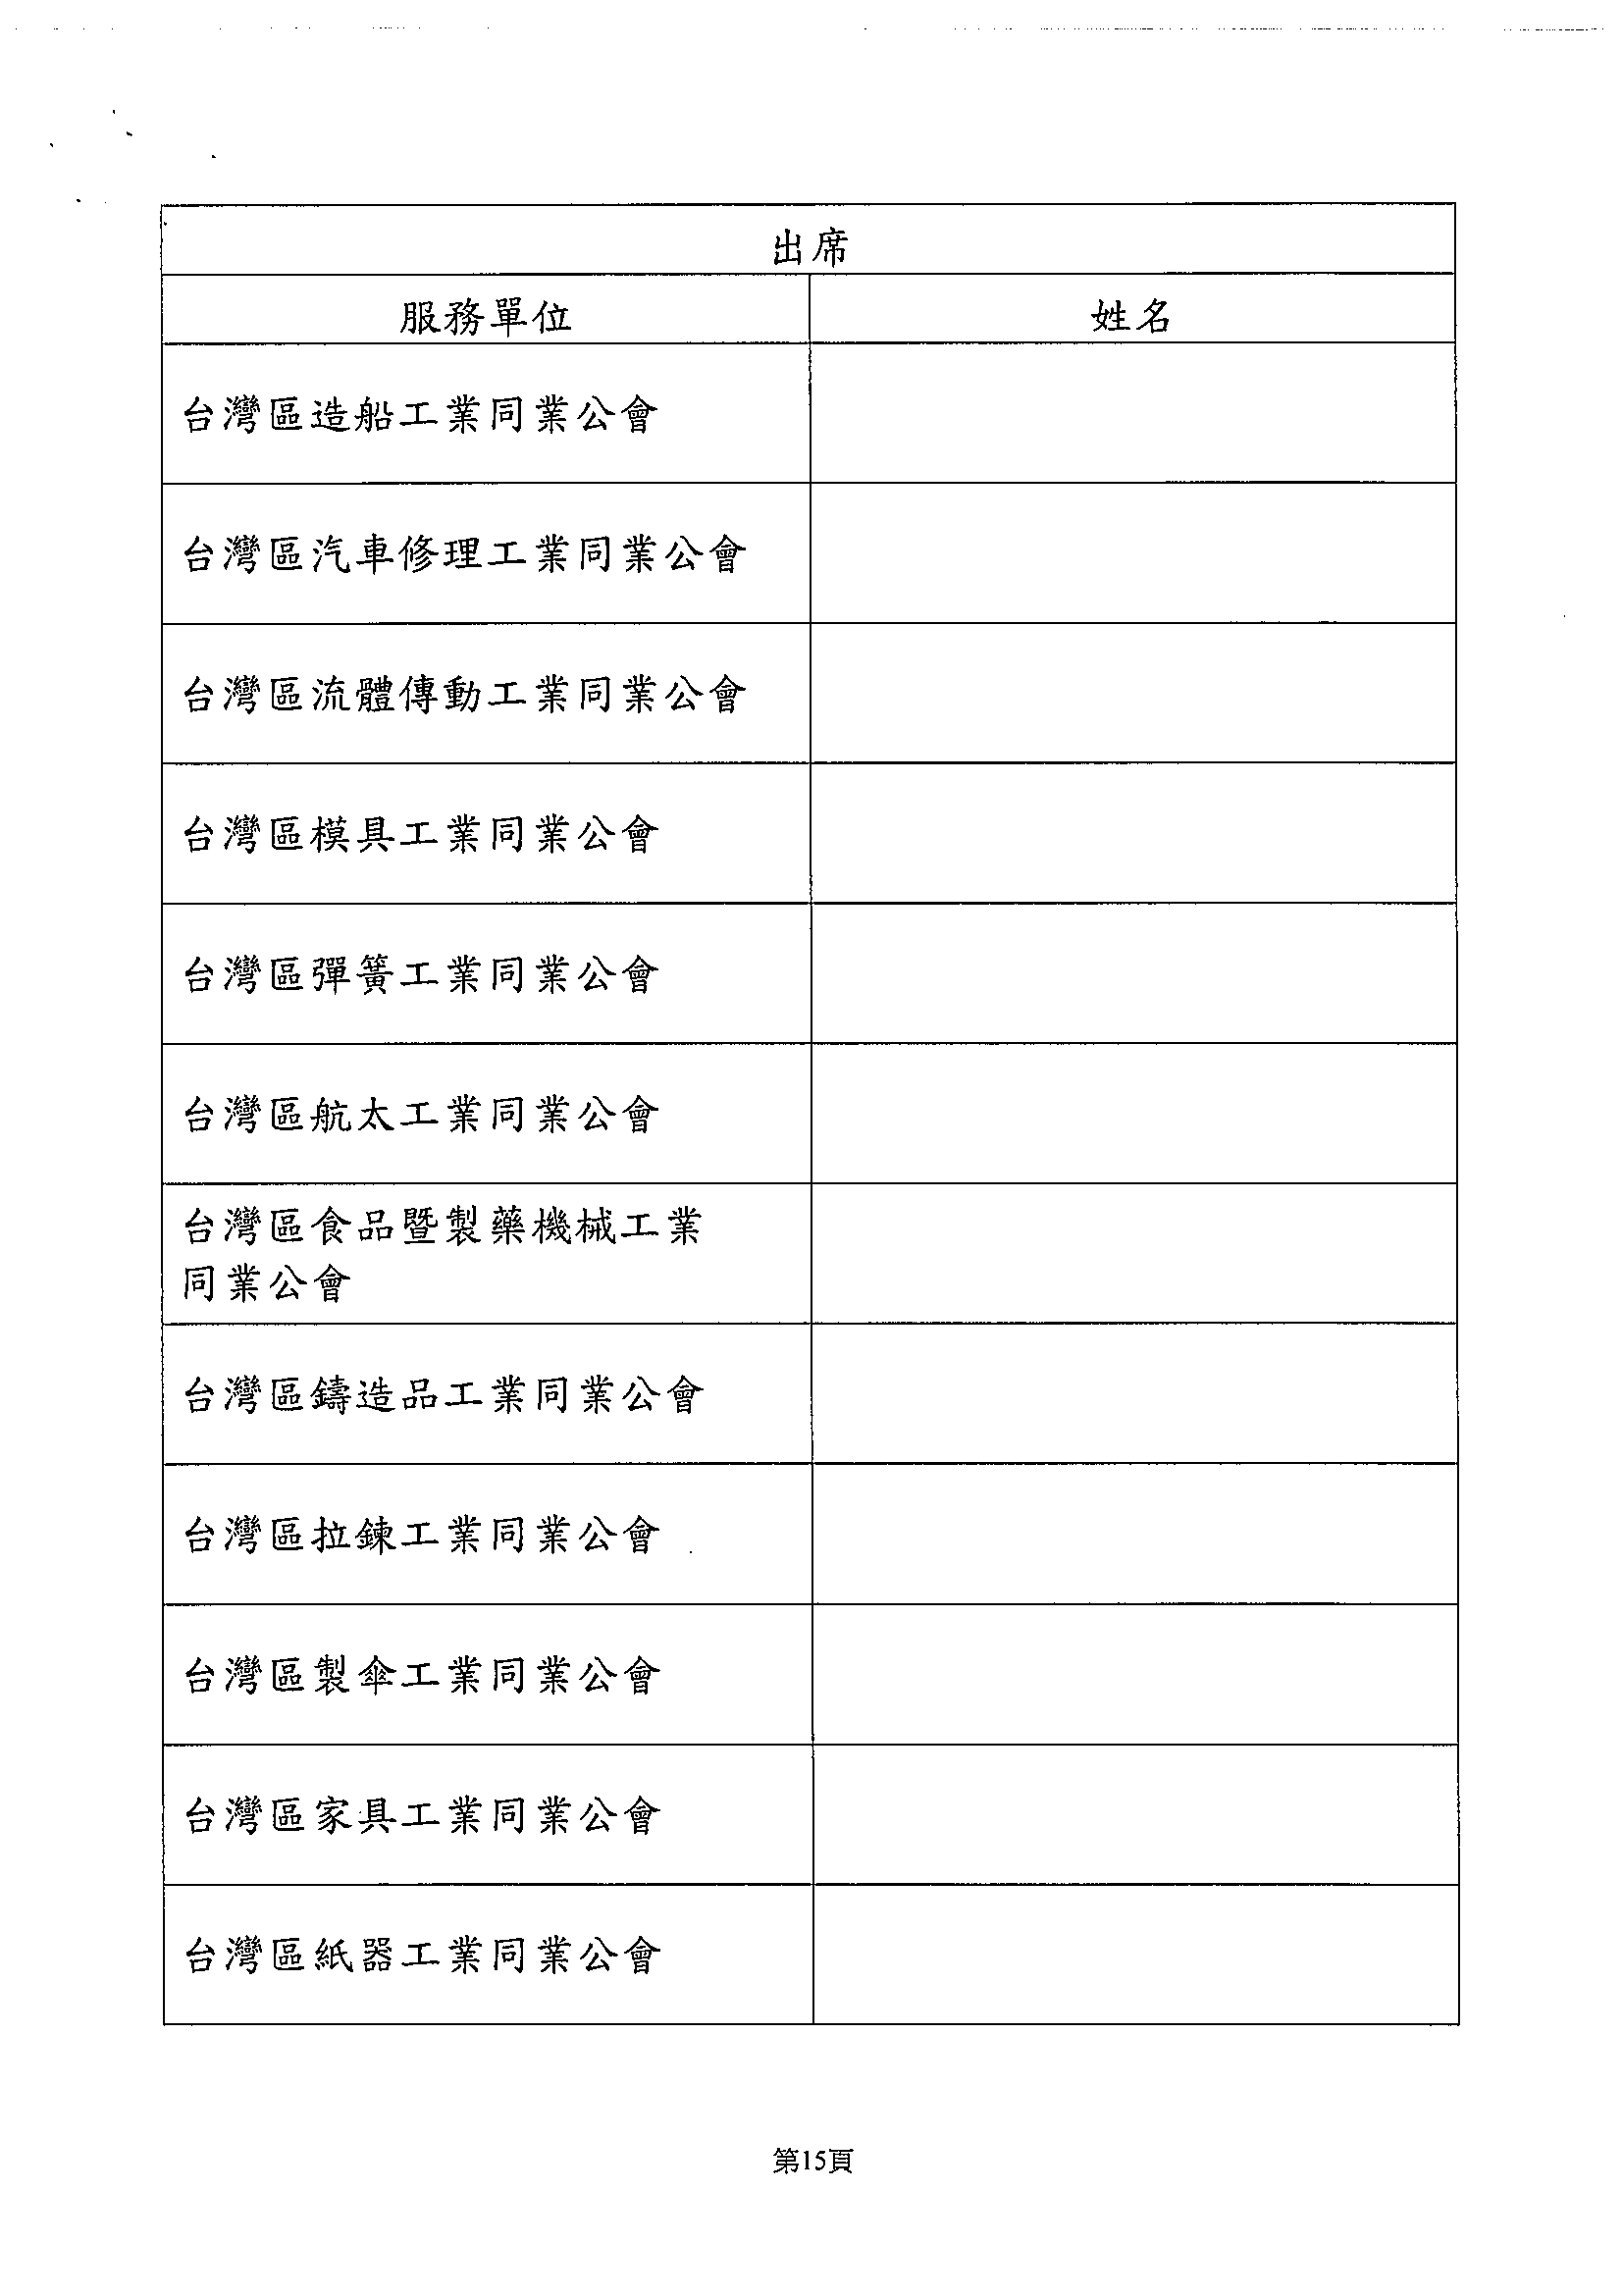 出席
服務單位 姓名
台灣區造船工業同業公會
台灣區汽車修理工業同業公會
台灣區流體傳動工業同業公會
台灣區模具工業同業公會
台灣區彈簧工業同業公會
台灣區航太工業同業公會
台灣區食品暨製藥機械工業
同業公會
台灣區鑄造品工業同業公會
台灣區拉鍊工業同業公會
台灣區製傘工業同業公會
台灣區家具工業同業公會
台灣區紙器工業同業公會
第15頁